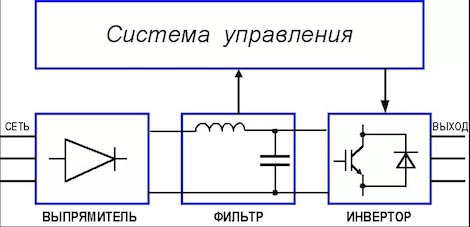 Система управления
СЕТЬ
ВЫХОД
ВЫПРЯМИТЕЛЬ
ФИЛЬТР
ИНВЕРТОР